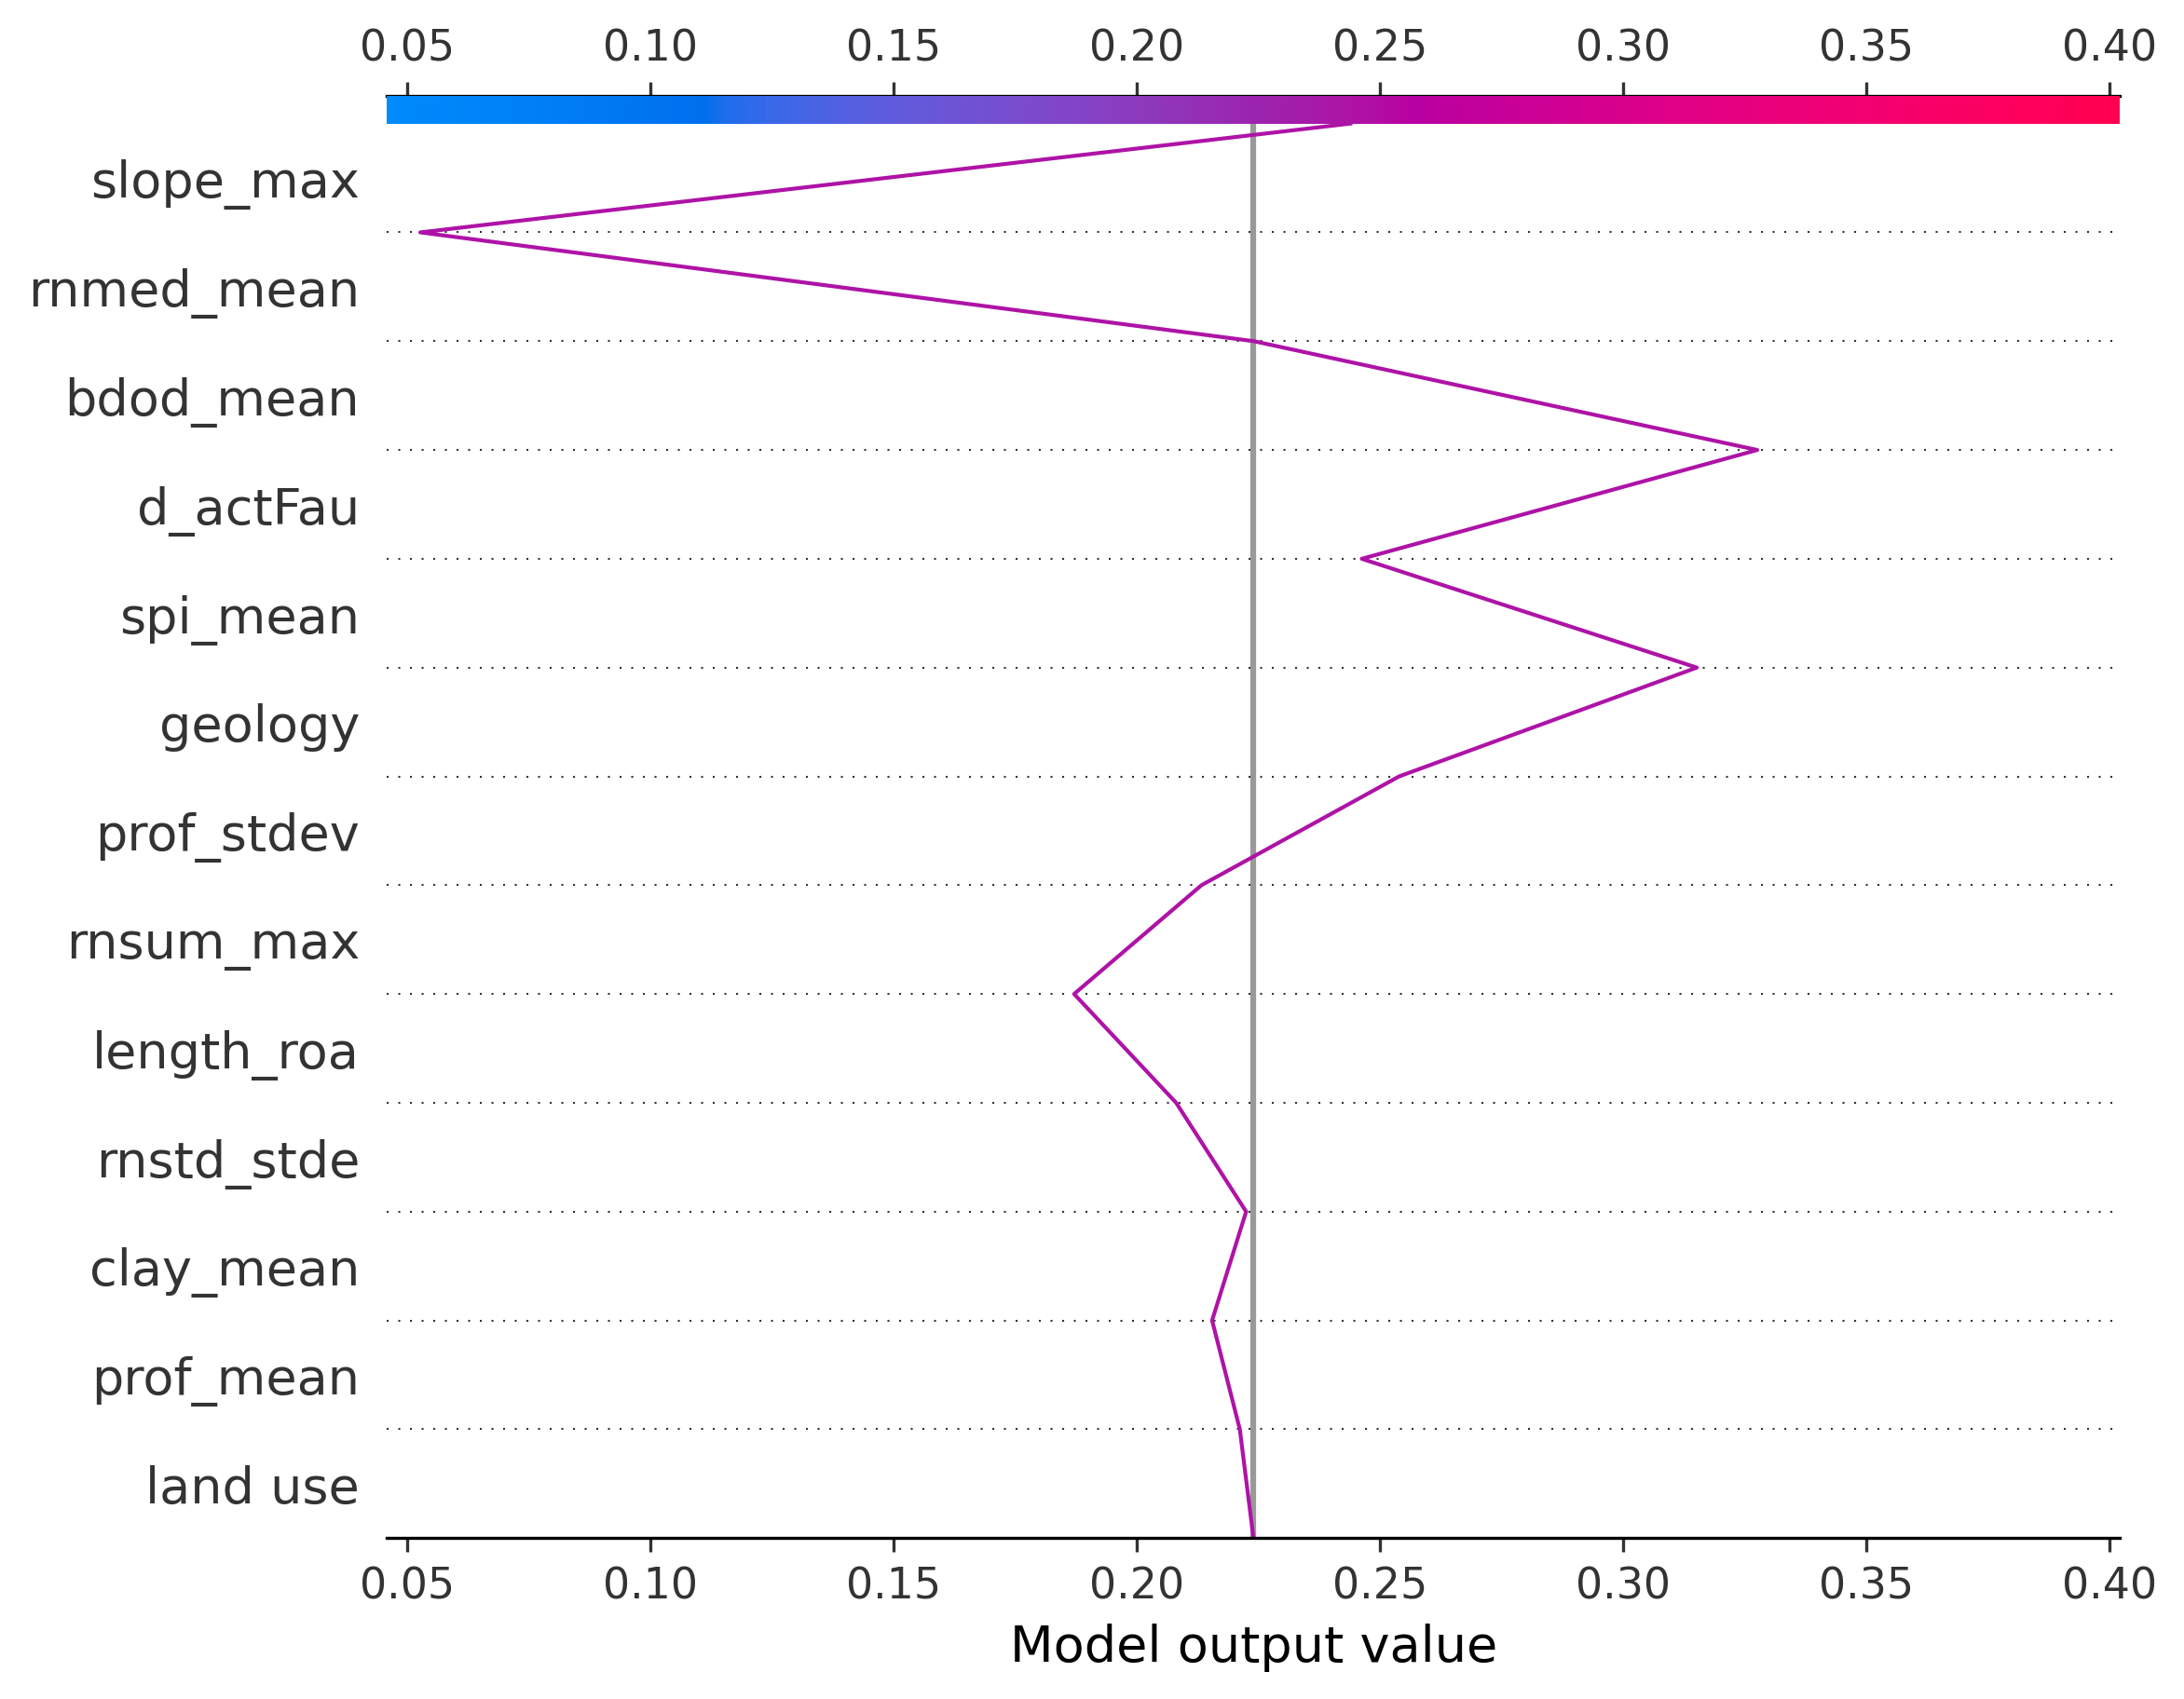 0.05 0.10 0.15 0.20 0.25 0.30 0.35 0.40
slope_max
rnmed_mean
bdod_mean
d_actFau
spi_mean
geology
prof_stdev
rnsum_max
length_roa
rnstd_stde
clay_mean
prof_mean
land use
0.05 0.10 0.15 0.20 0.25 0.30 0.35 0.40
Model output value